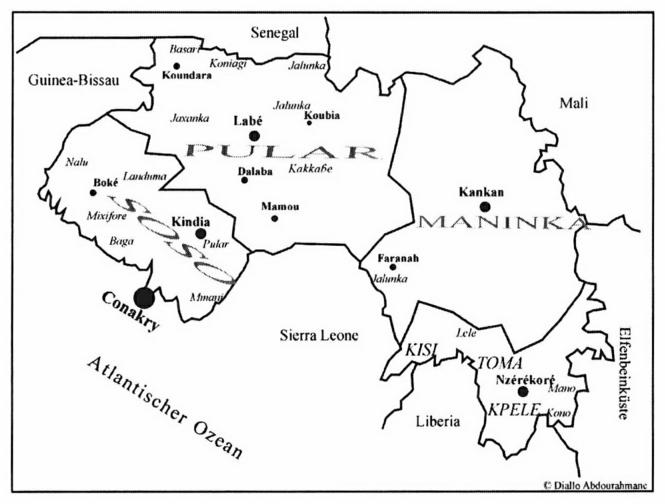 Senegal
Basari
Koniagi
Jalunka
Guinea-Bissau
Koundara
Mali
Jaxanka
Jalunka
Koubia
Labé
PULAR
Nalu
Landuma
Kakkaɓe
Dalaba
Boké
Kankan
Mixifore
SOSO
Kindia
Mamou
MANINKA
Baga
Pular
Faranah
Jalunka
Conakry
Sierra Leone
Lele
KISI
TOMA
Elfenbeinküste
Atlantischer Ozean
Nzérékoré
Mano
Liberia
KPELE
Kono
© Diallo Abdourahmane